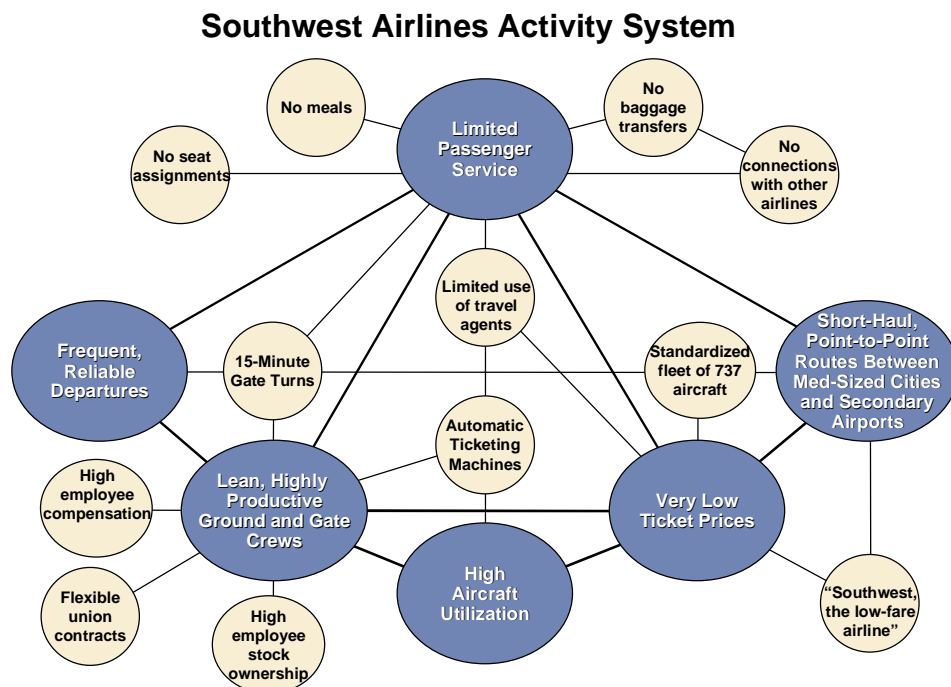 Southwest Airlines Activity System
No meals
No
baggage
transfers
Limited
Passenger
Service
No seat
assignments
No
connections
with other
airlines
Limited use
of travel
agents
Frequent,
Reliable
Departures
15-Minute
Gate Turns
Standardized
fleet of 737
aircraft
Short-Haul,
Point-to-Point
Routes Between
Med-Sized Cities
and Secondary
Airports
Automatic
Ticketing
Machines
High
employee
compensation
Lean, Highly
Productive
Ground and Gate
Crews
Very Low
Ticket Prices
High
Aircraft
Utilization
Flexible
union
contracts
High
employee
stock
ownership
“Southwest,
the low-fare
airline”